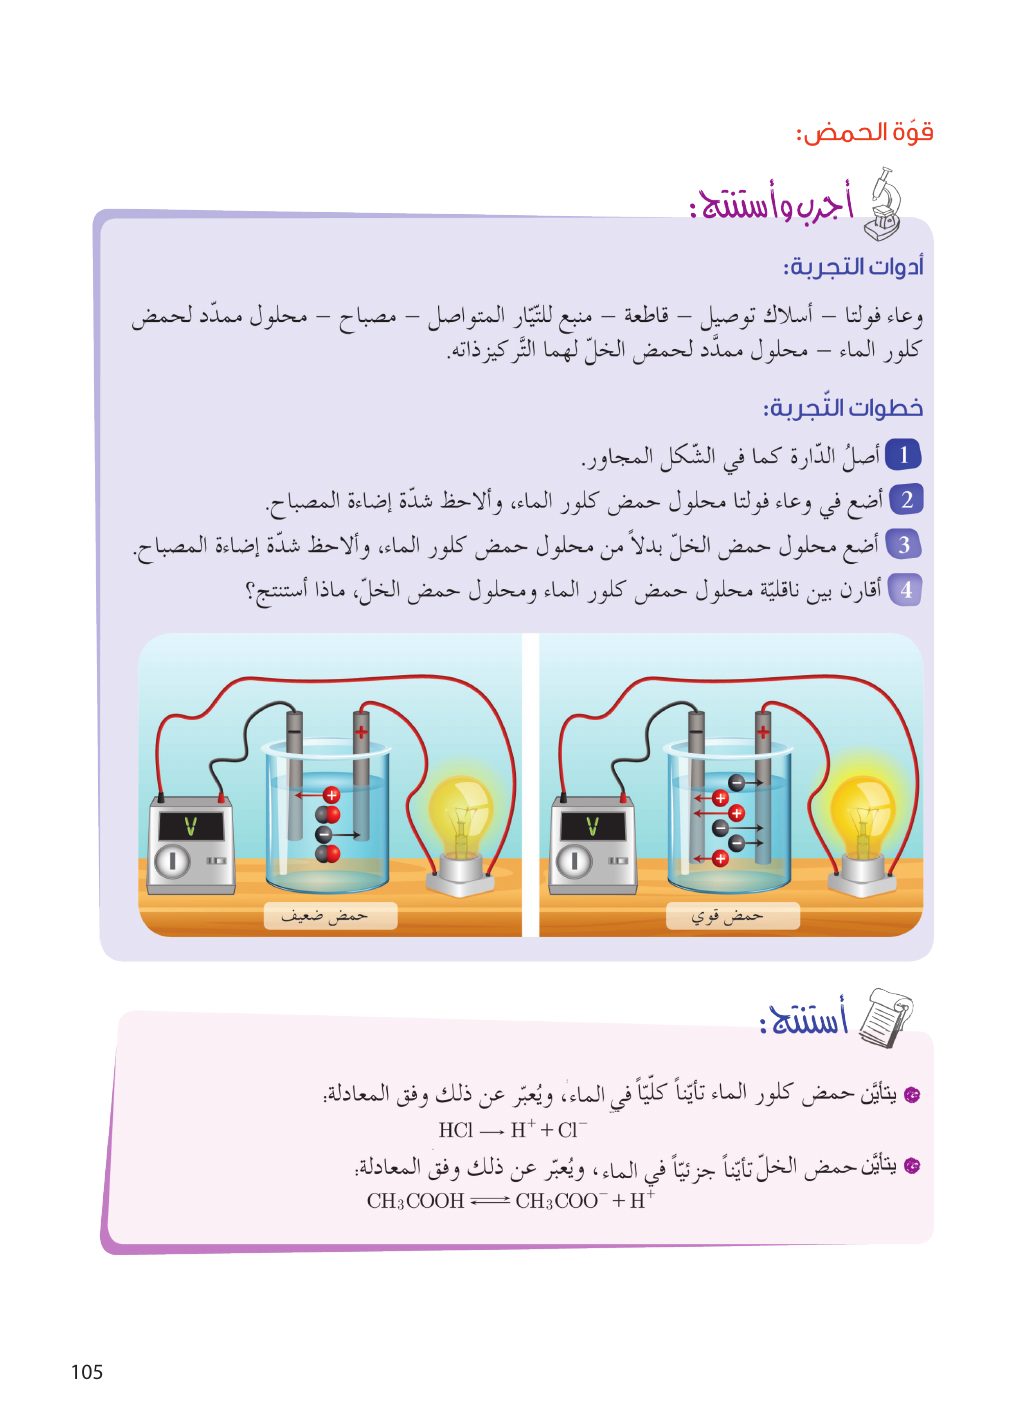 قوّة الحمض:
أجرب وأستنتج:
أدوات التجربة:
وعاء فولتا – أسلاك توصيل – قاطعة – منبع للتّيّار المتواصل – مصباح – محلول ممدّد لحمض
كلور الماء – محلول ممدَّد لحمض الخلّ لهما التَّركيز ذاته.
خطوات التّجربة:
1 أصلُ الدّارة كما في الشّكل المجاور.
2 أضع في وعاء فولتا محلول حمض كلور الماء، وألاحظ شدّة إضاءة المصباح.
3 أضع محلول حمض الخلّ بدلاً من محلول حمض كلور الماء، وألاحظ شدّة إضاءة المصباح.
4 أقارن بين ناقليّة محلول حمض كلور الماء ومحلول حمض الخلّ، ماذا أستنتج؟
V
V
حمض قوي
حمض ضعيف
أستنتج:
يتأيَّن حمض كلور الماء تأيّناً كلّيّاً في الماء، ويُعبّر عن ذلك وفق المعادلة:
HCl ⟶ H⁺ + Cl⁻
يتأيَّن حمض الخلّ تأيّناً جزئيّاً في الماء، ويُعبّر عن ذلك وفق المعادلة:
CH₃COOH ⇌ CH₃COO⁻ + H⁺
105